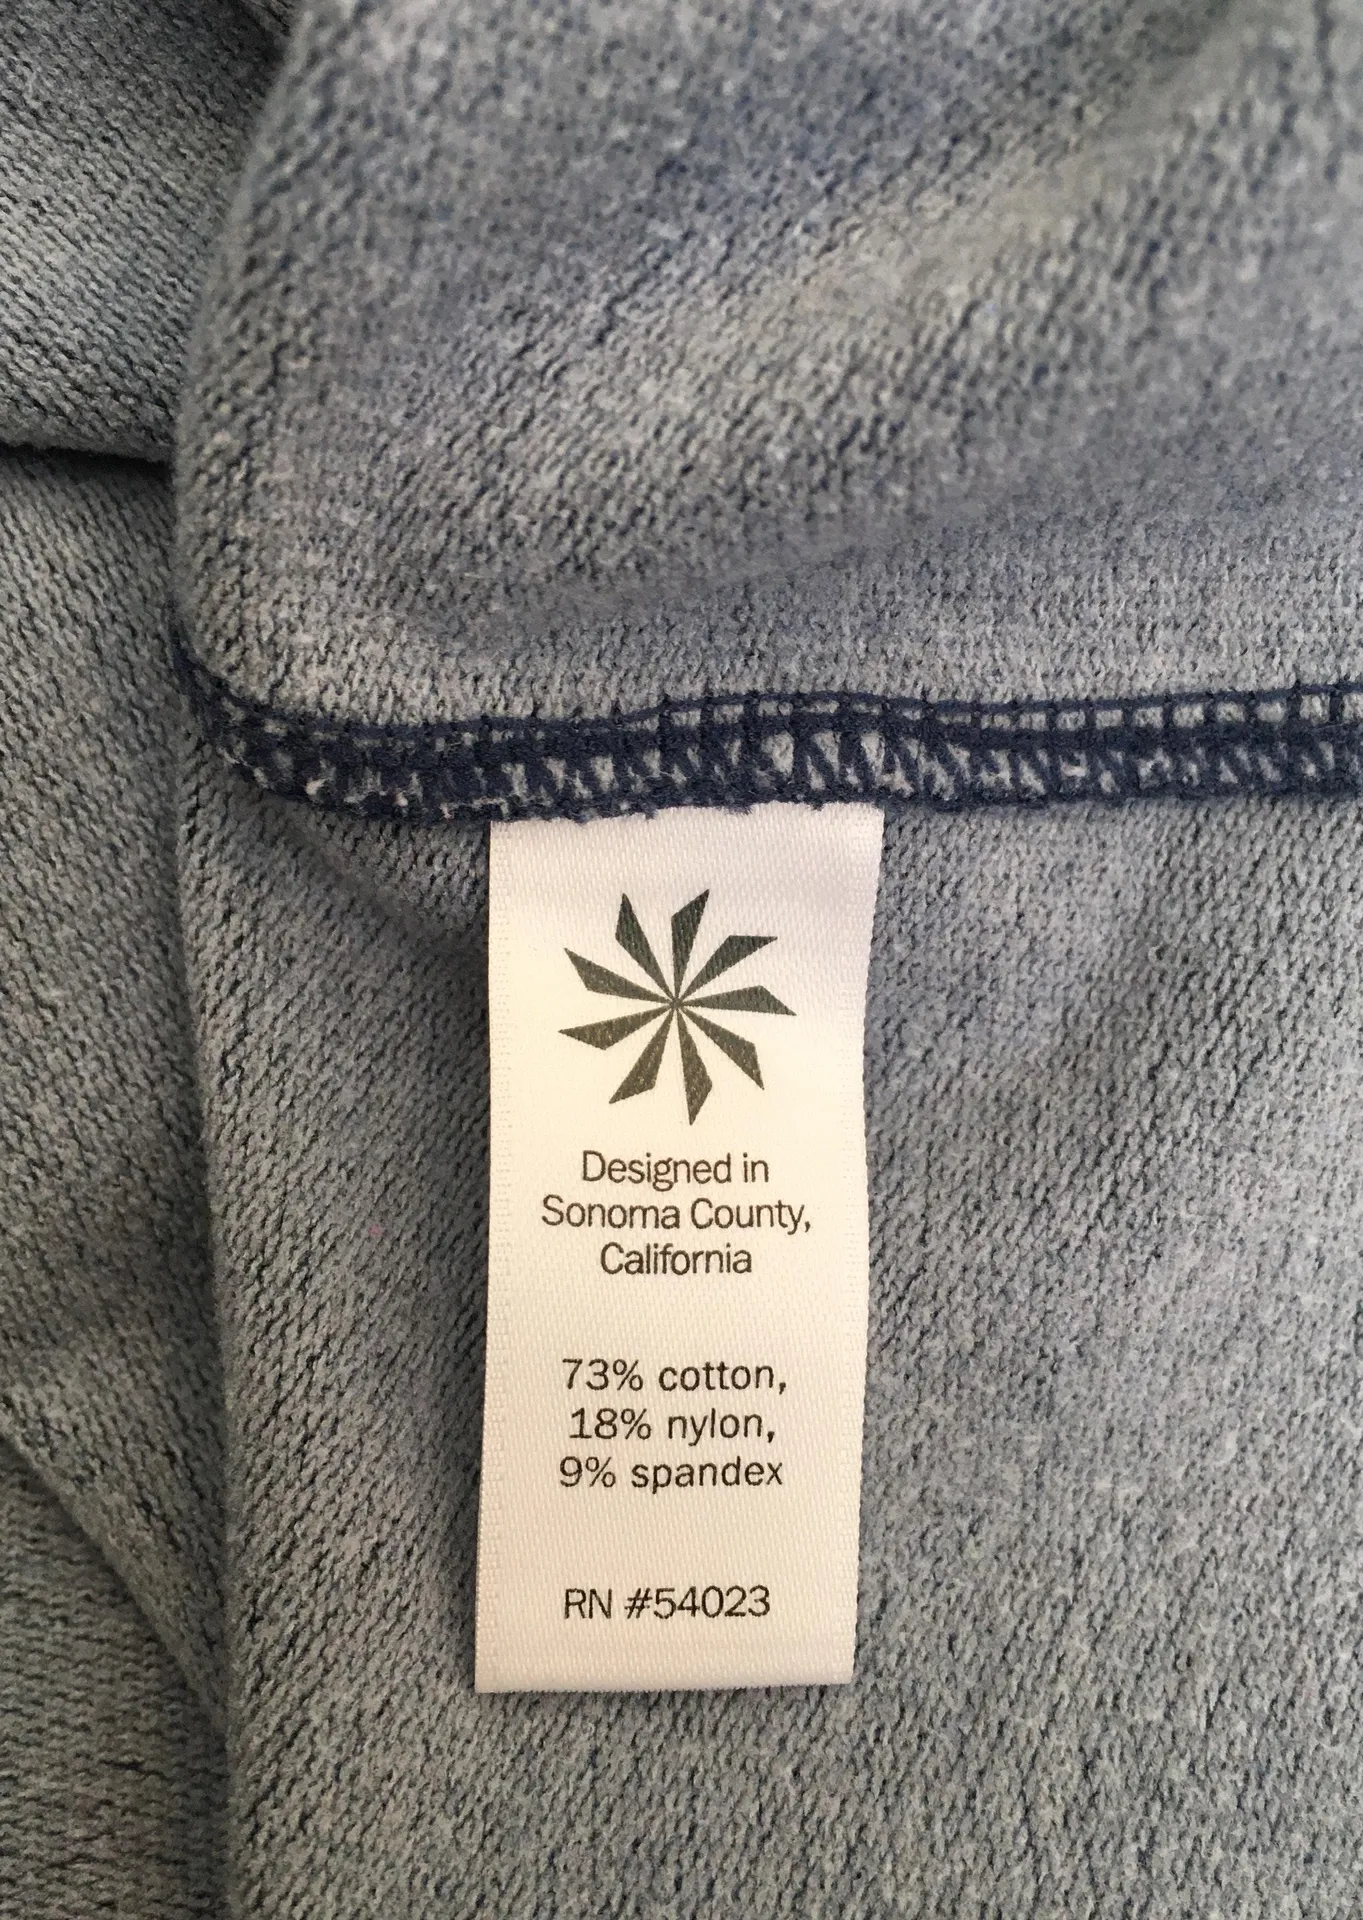 Designed in
Sonoma County,
California
73% cotton,
18% nylon,
9% spandex
RN #54023